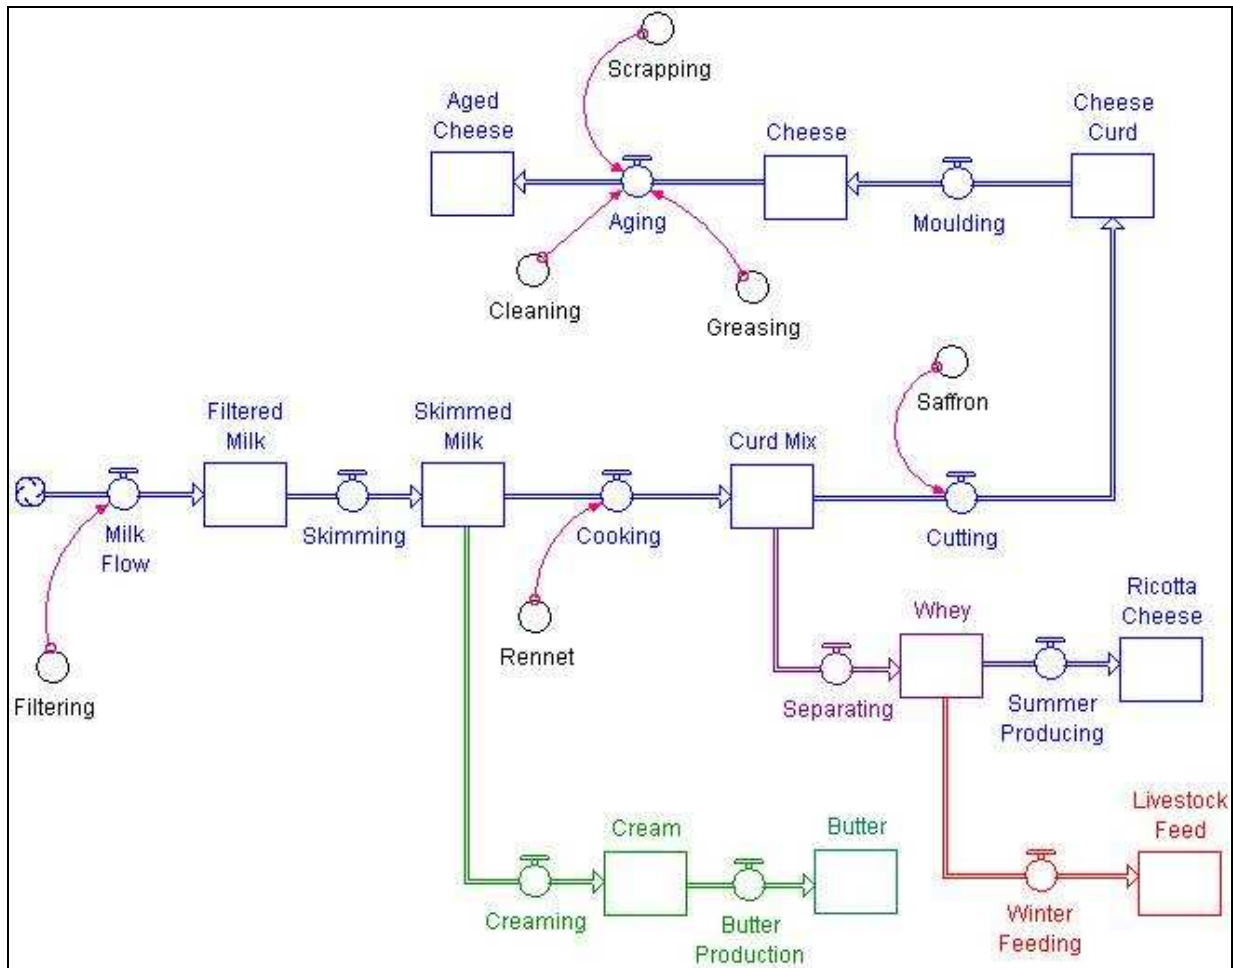 Scrapping
Aged
Cheese
Cheese
Cheese
Curd
Aging
Moulding
Cleaning
Greasing
Saffron
Filtered
Milk
Skimmed
Milk
Curd Mix
Milk
Flow
Skimming
Cooking
Cutting
Rennet
Filtering
Whey
Ricotta
Cheese
Separating
Summer
Producing
Cream
Butter
Livestock
Feed
Creaming
Butter
Production
Winter
Feeding